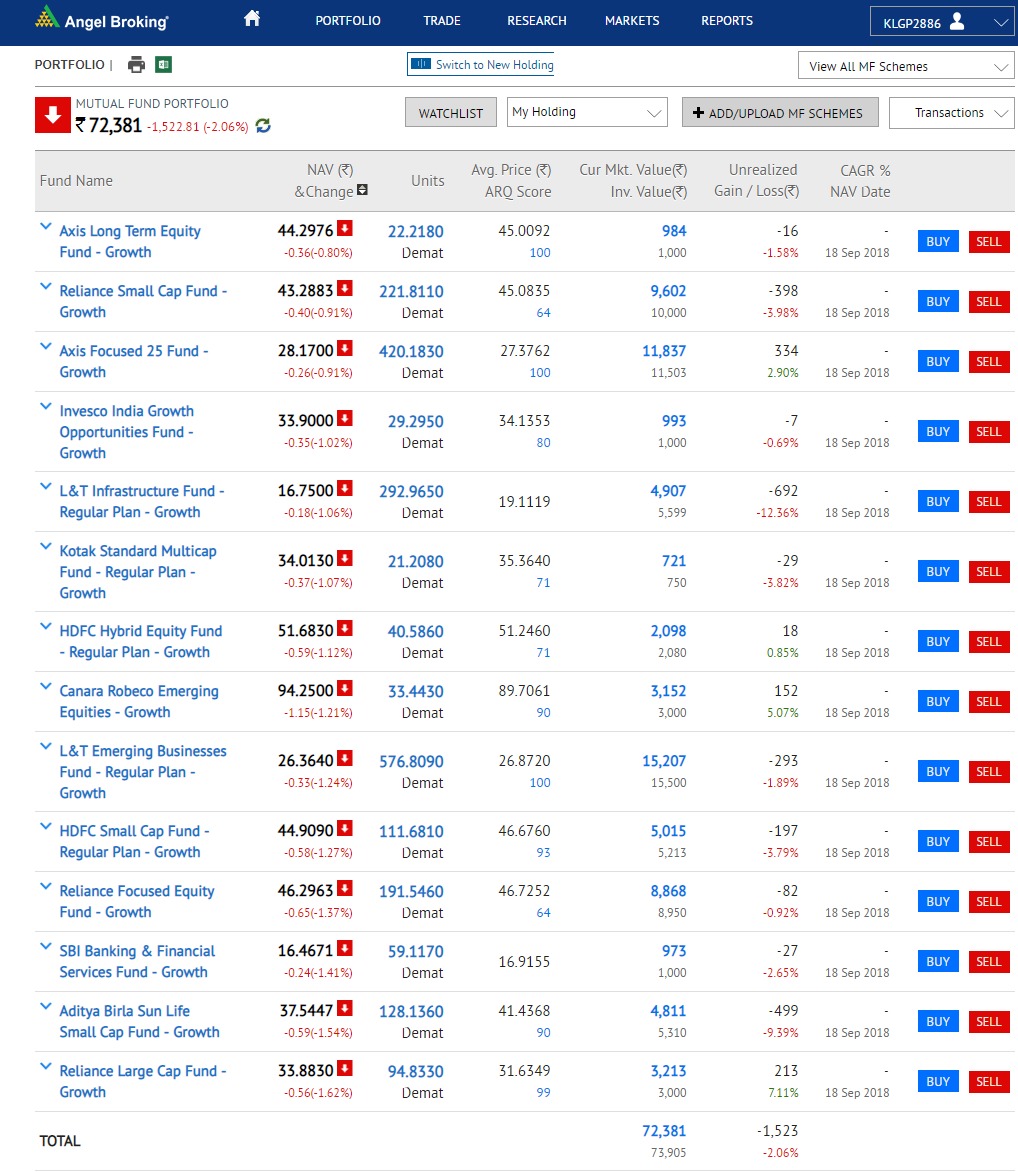 Angel Broking
PORTFOLIO TRADE RESEARCH MARKETS REPORTS KLGP2886
PORTFOLIO | Switch to New Holding View All MF Schemes
MUTUAL FUND PORTFOLIO
₹ 72,381 -1,522.81 (-2.06%) WATCHLIST My Holding ADD/UPLOAD MF SCHEMES Transactions
Fund Name NAV (₹) &Change Units Avg. Price (₹) ARQ Score Cur Mkt. Value(₹) Inv. Value(₹) Unrealized Gain / Loss(₹) CAGR % NAV Date
Axis Long Term Equity 44.2976 22.2180 45.0092 984 -16 - BUY SELL
Fund - Growth -0.36(-0.80%) Demat 100 1,000 -1.58% 18 Sep 2018
Reliance Small Cap Fund - 43.2883 221.8110 45.0835 9,602 -398 - BUY SELL
Growth -0.40(-0.91%) Demat 64 10,000 -3.98% 18 Sep 2018
Axis Focused 25 Fund - 28.1700 420.1830 27.3762 11,837 334 - BUY SELL
Growth -0.26(-0.91%) Demat 100 11,503 2.90% 18 Sep 2018
Invesco India Growth
Opportunities Fund - 33.9000 29.2950 34.1353 993 -7 - BUY SELL
Growth -0.35(-1.02%) Demat 80 1,000 -0.69% 18 Sep 2018
L&T Infrastructure Fund - 16.7500 292.9650 19.1119 4,907 -692 - BUY SELL
Regular Plan - Growth -0.18(-1.06%) Demat 5,599 -12.36% 18 Sep 2018
Kotak Standard Multicap
Fund - Regular Plan - 34.0130 21.2080 35.3640 721 -29 - BUY SELL
Growth -0.37(-1.07%) Demat 71 750 -3.82% 18 Sep 2018
HDFC Hybrid Equity Fund 51.6830 40.5860 51.2460 2,098 18 - BUY SELL
- Regular Plan - Growth -0.59(-1.12%) Demat 71 2,080 0.85% 18 Sep 2018
Canara Robeco Emerging 94.2500 33.4430 89.7061 3,152 152 - BUY SELL
Equities - Growth -1.15(-1.21%) Demat 90 3,000 5.07% 18 Sep 2018
L&T Emerging Businesses
Fund - Regular Plan - 26.3640 576.8090 26.8720 15,207 -293 - BUY SELL
Growth -0.33(-1.24%) Demat 100 15,500 -1.89% 18 Sep 2018
HDFC Small Cap Fund - 44.9090 111.6810 46.6760 5,015 -197 - BUY SELL
Regular Plan - Growth -0.58(-1.27%) Demat 93 5,213 -3.79% 18 Sep 2018
Reliance Focused Equity 46.2963 191.5460 46.7252 8,868 -82 - BUY SELL
Fund - Growth -0.65(-1.37%) Demat 64 8,950 -0.92% 18 Sep 2018
SBI Banking & Financial 16.4671 59.1170 16.9155 973 -27 - BUY SELL
Services Fund - Growth -0.24(-1.41%) Demat 1,000 -2.65% 18 Sep 2018
Aditya Birla Sun Life 37.5447 128.1360 41.4368 4,811 -499 - BUY SELL
Small Cap Fund - Growth -0.59(-1.54%) Demat 90 5,310 -9.39% 18 Sep 2018
Reliance Large Cap Fund - 33.8830 94.8330 31.6349 3,213 213 - BUY SELL
Growth -0.56(-1.62%) Demat 99 3,000 7.11% 18 Sep 2018
TOTAL 72,381 -1,523
73,905 -2.06%